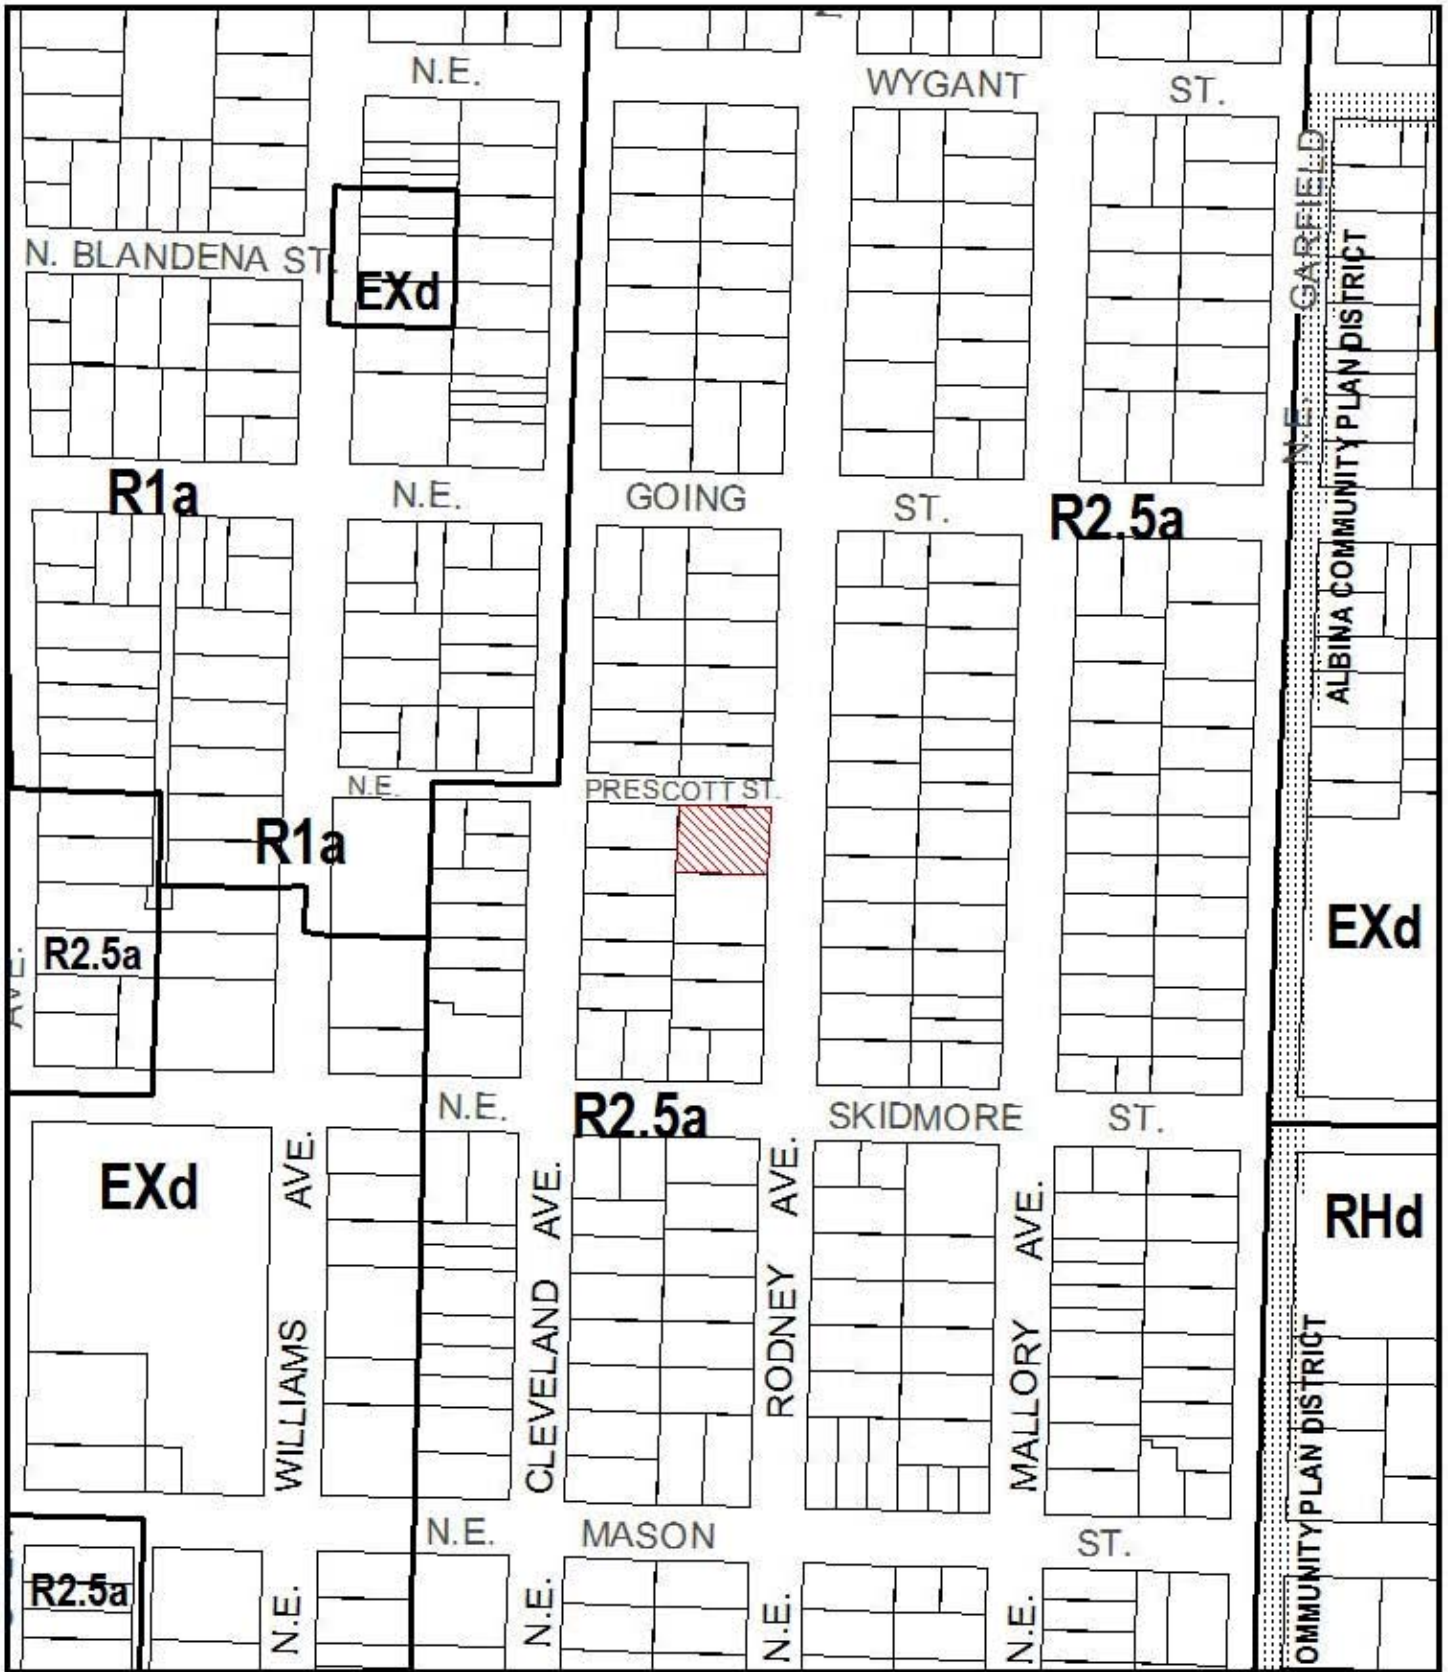 N.E. WYGANT ST.
N. BLANDENA ST.
EXd
N.E. GARFIELD
ALBINA COMMUNITY PLAN DISTRICT
R1a
N.E. GOING ST.
R2.5a
N.E. PRESCOTT ST.
R1a
R2.5a
AVE.
EXd
N.E. SKIDMORE ST.
R2.5a
EXd
RHd
N.E. WILLIAMS AVE.
N.E. CLEVELAND AVE.
N.E. RODNEY AVE.
N.E. MALLORY AVE.
OMMUNITY PLAN DISTRICT
N.E. MASON ST.
R2.5a